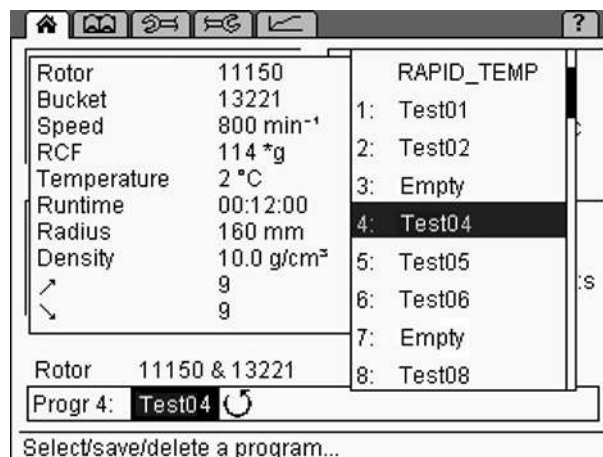 ?
Rotor 11150
Bucket 13221
Speed 800 min⁻¹
RCF 114 *g
Temperature 2 °C
Runtime 00:12:00
Radius 160 mm
Density 10.0 g/cm³
↗ 9
↘ 9
RAPID_TEMP
1: Test01
2: Test02
3: Empty
4: Test04
5: Test05
6: Test06
7: Empty
8: Test08
:s
Rotor 11150 & 13221
Progr 4: Test04
Select/save/delete a program...